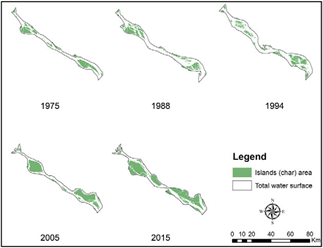 1975
1988
1994
2005
2015
Legend
Islands (char) area
Total water surface
N
W
E
S
0 10 20 40 60 80
Km